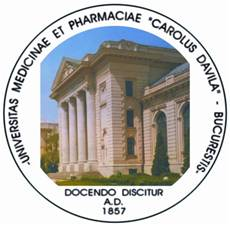 -UNIVERSITAS MEDICINAE ET PHARMACIAE "CAROLUS DAVILA" - BUCURESTIS-
DOCENDO DISCITUR
A.D.
1857